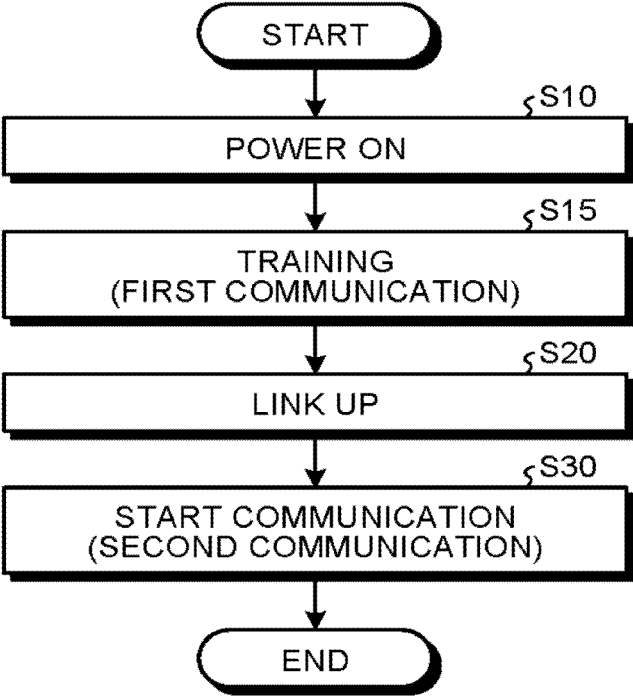 START
S10
POWER ON
S15
TRAINING
(FIRST COMMUNICATION)
S20
LINK UP
S30
START COMMUNICATION
(SECOND COMMUNICATION)
END